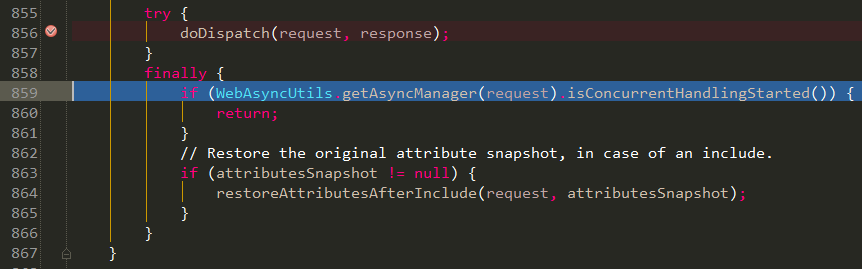 855 try {
856 doDispatch(request, response);
857 }
858 finally {
859 if (WebAsyncUtils.getAsyncManager(request).isConcurrentHandlingStarted()) {
860 return;
861 }
862 // Restore the original attribute snapshot, in case of an include.
863 if (attributesSnapshot != null) {
864 restoreAttributesAfterInclude(request, attributesSnapshot);
865 }
866 }
867 }